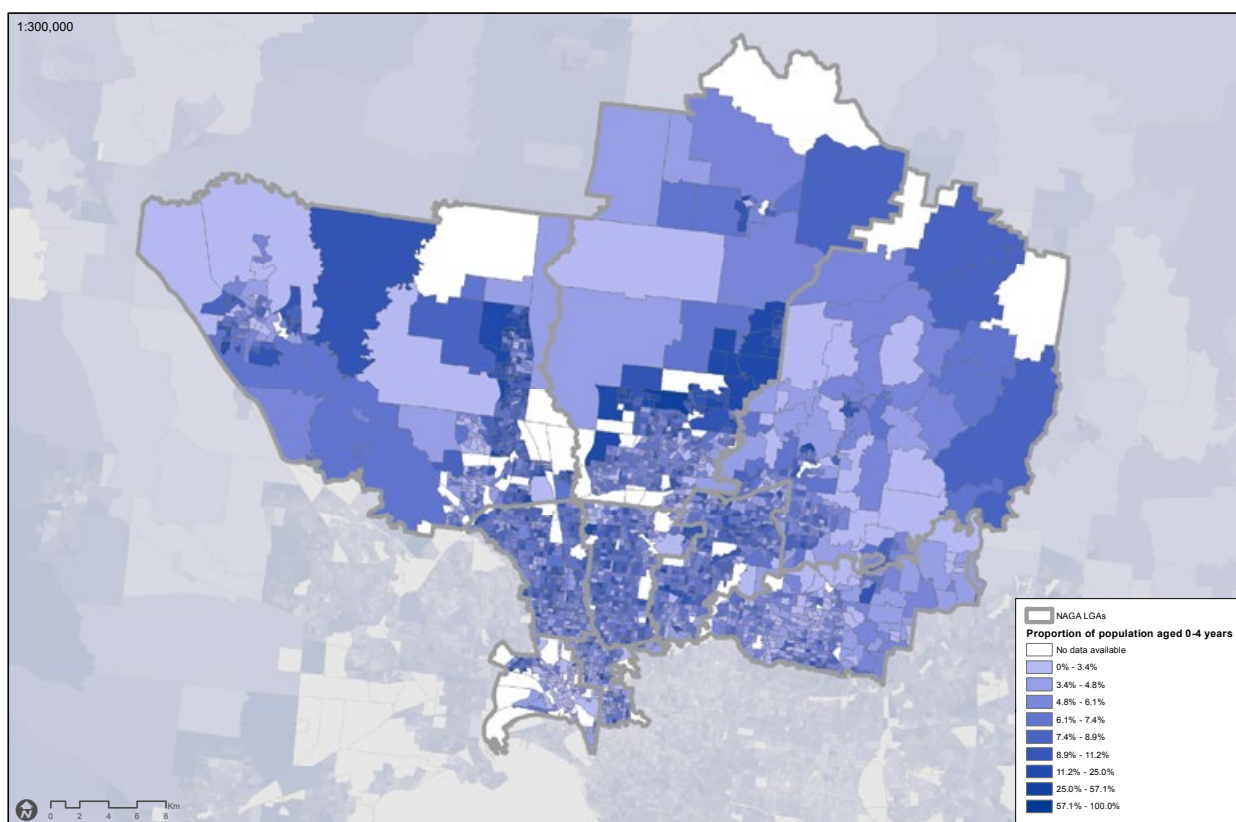 1:300,000
NAGA LGAs
Proportion of population aged 0-4 years
No data available
0% - 3.4%
3.4% - 4.8%
4.8% - 6.1%
6.1% - 7.4%
7.4% - 8.9%
8.9% - 11.2%
11.2% - 25.0%
25.0% - 57.1%
57.1% - 100.0%
N
Km
0 2 4 6 8